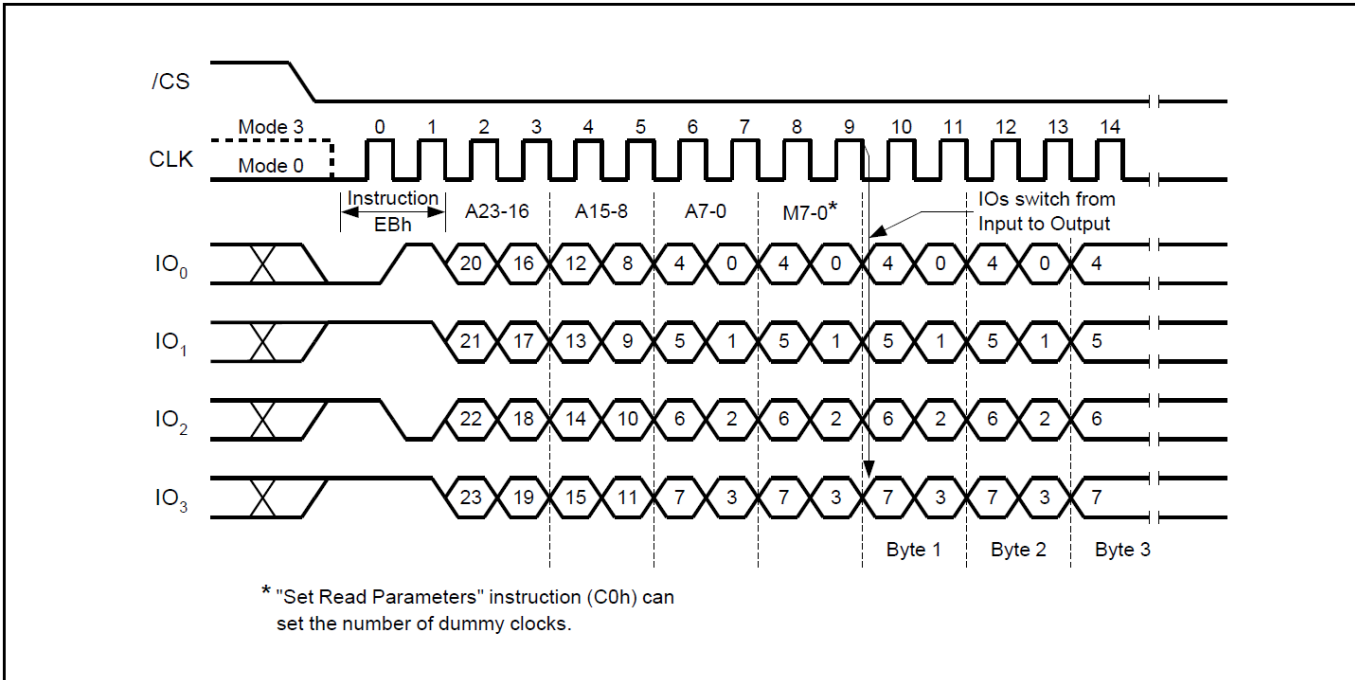 /CS
Mode 3 0 1 2 3 4 5 6 7 8 9 10 11 12 13 14
CLK
Mode 0
Instruction
EBh
A23-16 A15-8 A7-0 M7-0*
IOs switch from
Input to Output
IO0 20 16 12 8 4 0 4 0 4 0 4 0 4
IO1 21 17 13 9 5 1 5 1 5 1 5 1 5
IO2 22 18 14 10 6 2 6 2 6 2 6 2 6
IO3 23 19 15 11 7 3 7 3 7 3 7 3 7
Byte 1 Byte 2 Byte 3
* "Set Read Parameters" instruction (C0h) can
set the number of dummy clocks.